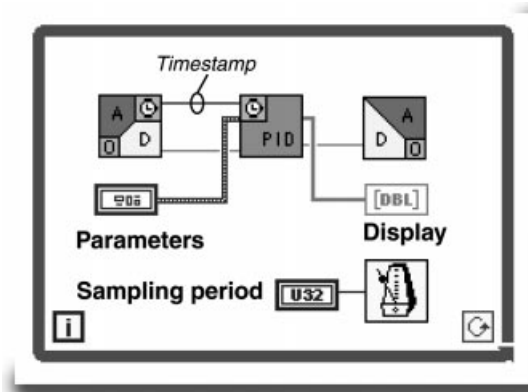 Timestamp
A
D
0
PID
A
D
0
[DBL]
Parameters
Display
Sampling period
U32
i